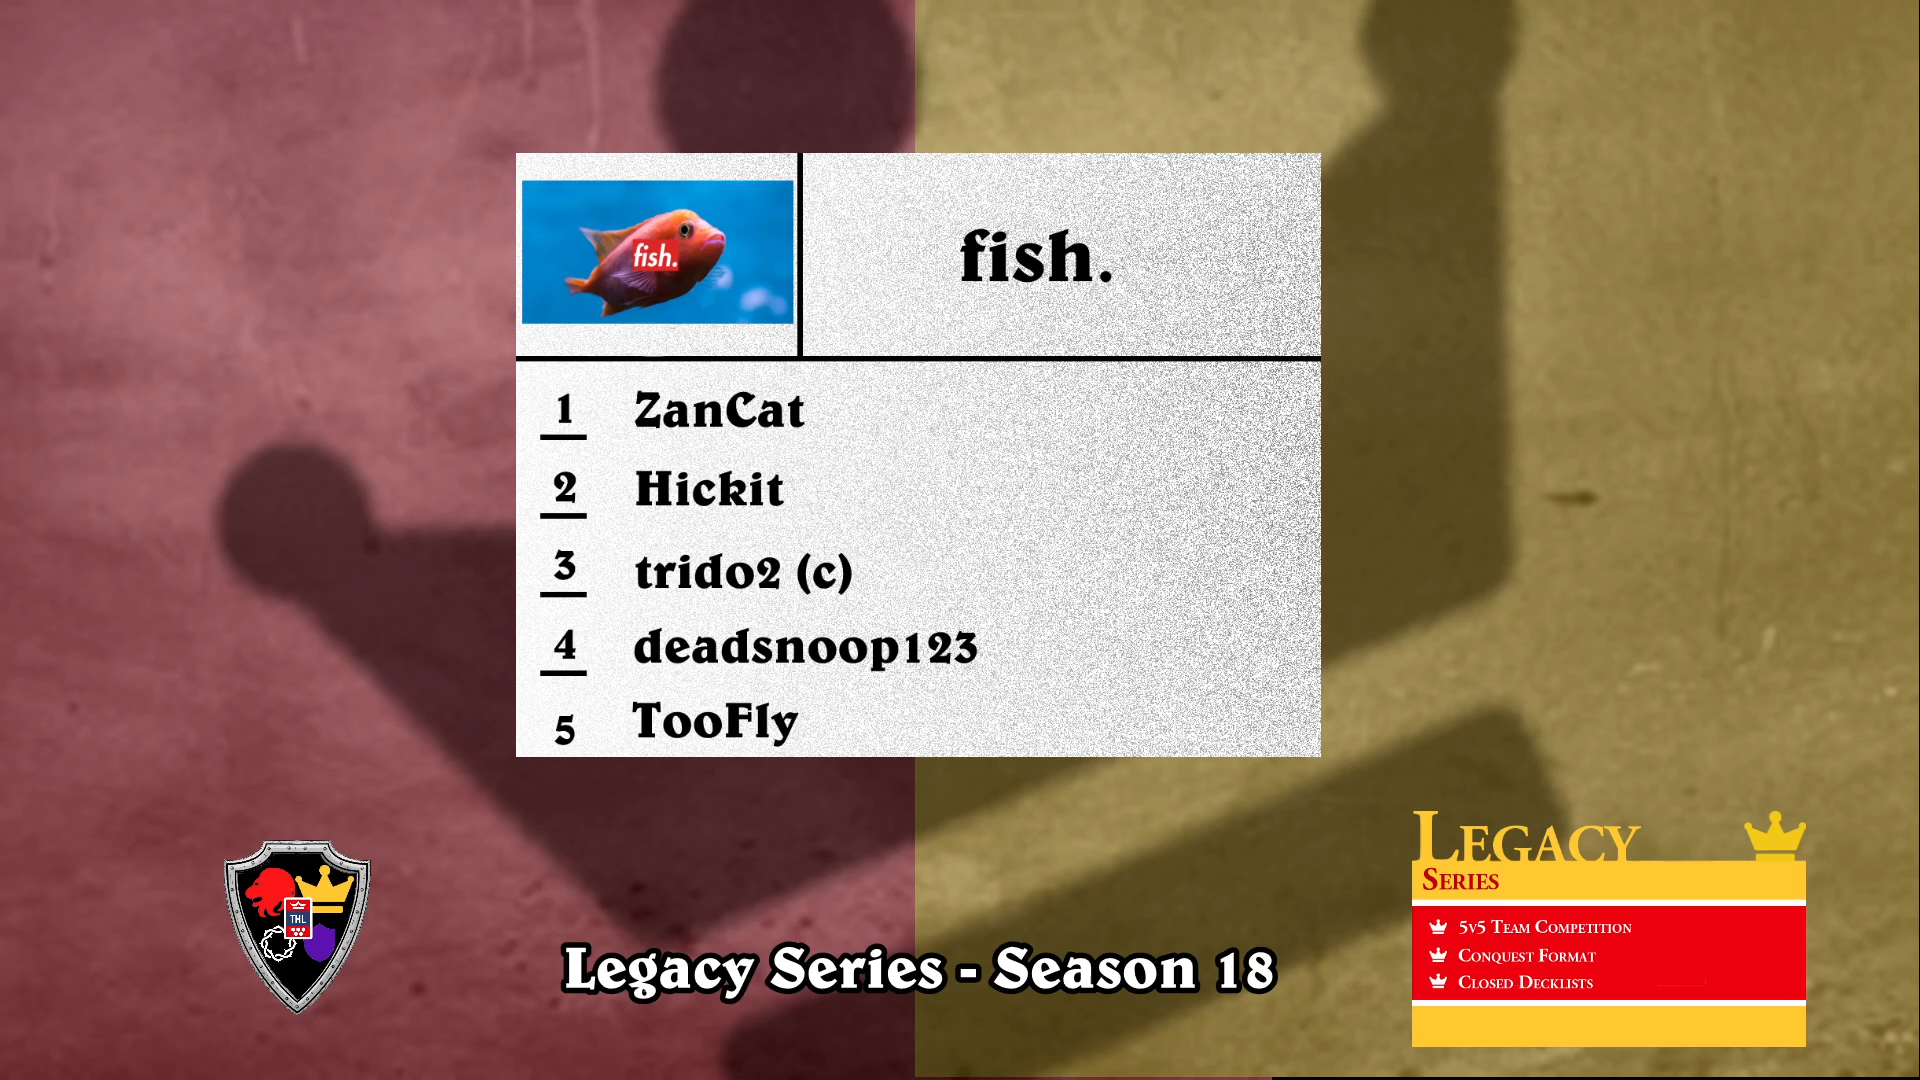 fish.
fish.
1 ZanCat
2 Hickit
3 trido2 (c)
4 deadsnoop123
5 TooFly
THL
Legacy Series - Season 18
LEGACY
SERIES
5V5 TEAM COMPETITION
CONQUEST FORMAT
CLOSED DECKLISTS